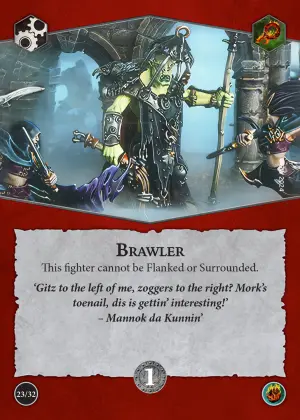 BRAWLER
This fighter cannot be Flanked or Surrounded.
‘Gitz to the left of me, zoggers to the right? Mork’s
toenail, dis is gettin’ interesting!’
– Mannok da Kunnin’
23/32
1